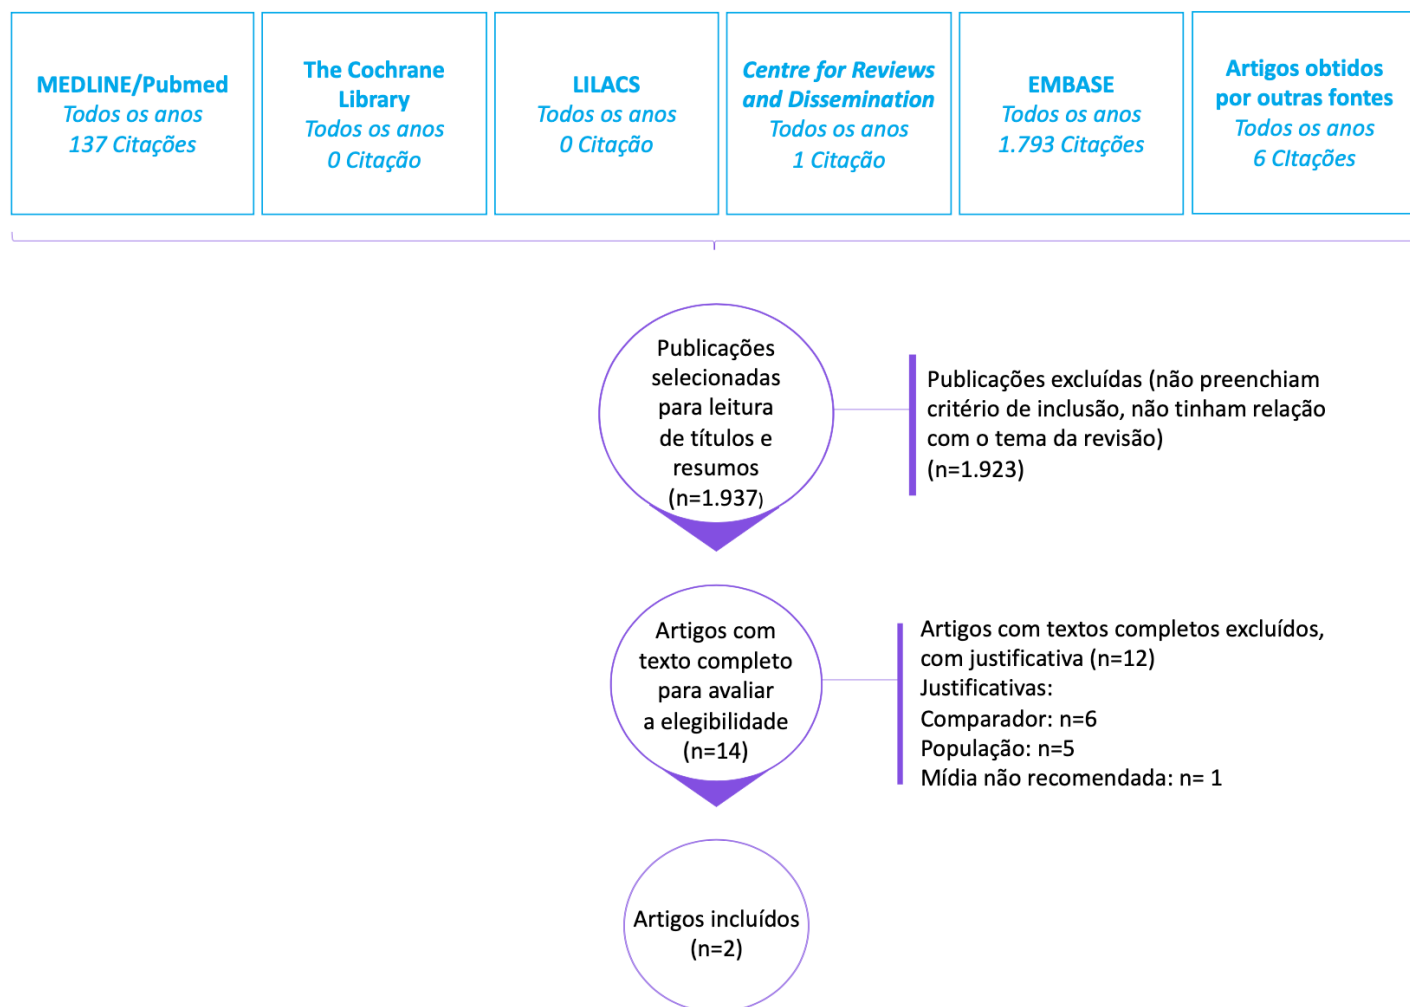 MEDLINE/Pubmed
Todos os anos
137 Citações
The Cochrane
Library
Todos os anos
0 Citação
LILACS
Todos os anos
0 Citação
Centre for Reviews
and Dissemination
Todos os anos
1 Citação
EMBASE
Todos os anos
1.793 Citações
Artigos obtidos
por outras fontes
Todos os anos
6 CItações
Publicações
selecionadas
para leitura
de títulos e
resumos
(n=1.937)
Publicações excluídas (não preenchiam
critério de inclusão, não tinham relação
com o tema da revisão)
(n=1.923)
Artigos com
texto completo
para avaliar
a elegibilidade
(n=14)
Artigos com textos completos excluídos,
com justificativa (n=12)
Justificativas:
Comparador: n=6
População: n=5
Mídia não recomendada: n= 1
Artigos incluídos
(n=2)